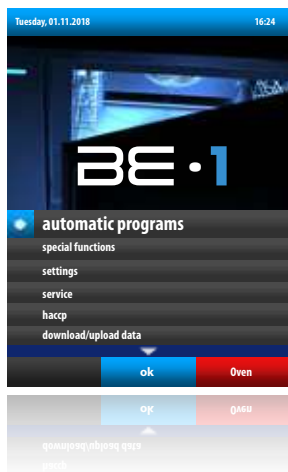 Tuesday, 01.11.2018 16:24
BE·1
automatic programs
special functions
settings
service
haccp
download/upload data
ok Oven